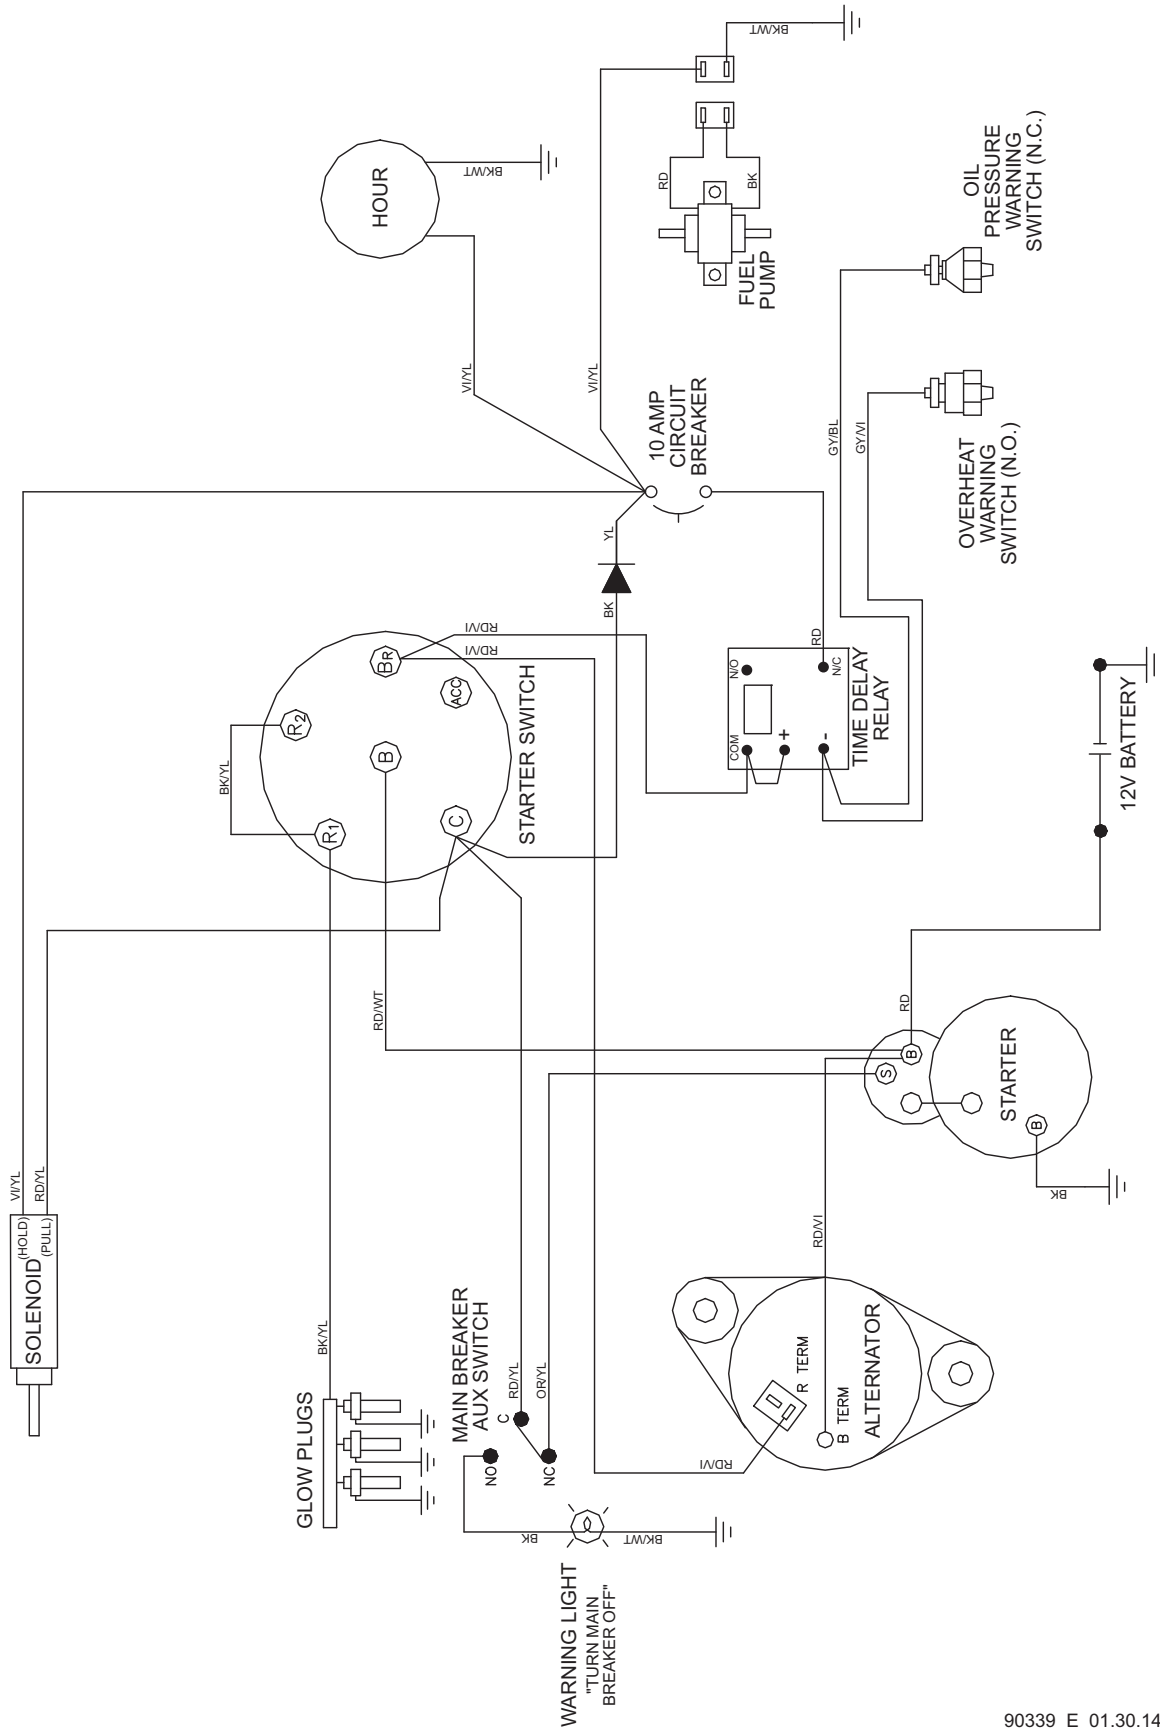 SOLENOID
(HOLD)
(PULL)
VI/YL
RD/YL
GLOW PLUGS
BK/YL
BK/YL
R1
R2
B
BR
ACC
C
STARTER SWITCH
RD/WT
RD/VI
RD/VI
HOUR
VI/YL
BK/WT
VI/YL
BK/WT
RD
BK
FUEL
PUMP
10 AMP
CIRCUIT
BREAKER
YL
BK
OIL
PRESSURE
WARNING
SWITCH (N.C.)
GY/BL
GY/VI
OVERHEAT
WARNING
SWITCH (N.O.)
COM
N/O
+
-
N/C
RD
TIME DELAY
RELAY
12V BATTERY
RD
B
S
STARTER
B
BK
MAIN BREAKER
AUX SWITCH
C
NO
NC
RD/YL
OR/YL
BK
BK/WT
WARNING LIGHT
"TURN MAIN
BREAKER OFF"
RD/VI
RD/VI
R TERM
B TERM
ALTERNATOR
90339 E 01.30.14